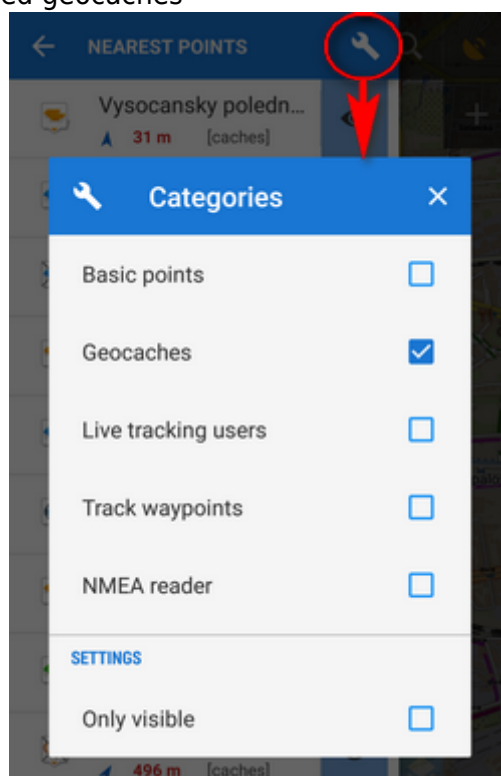 ed geocaches
NEAREST POINTS
Vysocansky poledn...
31 m [caches]
Categories
Basic points
Geocaches
Live tracking users
Track waypoints
NMEA reader
SETTINGS
Only visible
496 m [caches]